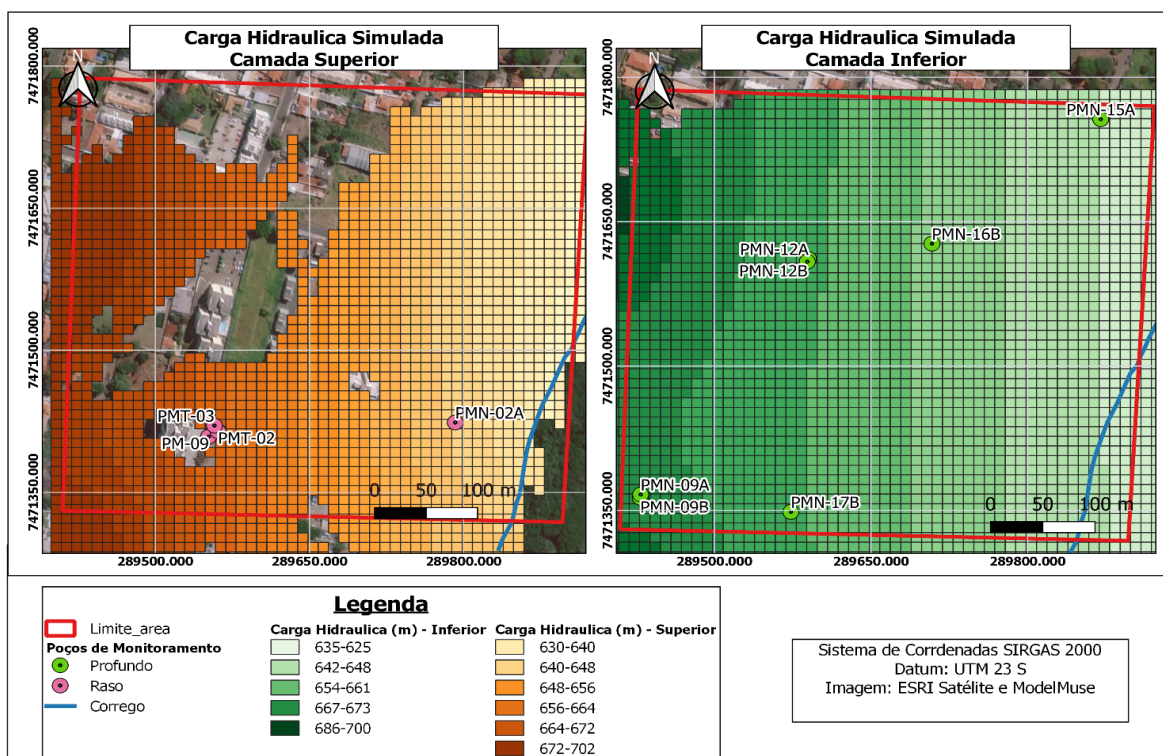 Carga Hidraulica Simulada
Camada Superior
N
7471800.000
7471650.000
7471500.000
7471350.000
PMT-03
PM-09
PMT-02
PMN-02A
0 50 100 m
289500.000 289650.000 289800.000
Carga Hidraulica Simulada
Camada Inferior
N
7471800.000
7471650.000
7471500.000
7471350.000
PMN-15A
PMN-16B
PMN-12A
PMN-12B
PMN-09A
PMN-09B
PMN-17B
0 50 100 m
289500.000 289650.000 289800.000
Legenda
Limite_area
Poços de Monitoramento
Profundo
Raso
Corrego
Carga Hidraulica (m) - Inferior
635-625
642-648
654-661
667-673
686-700
Carga Hidraulica (m) - Superior
630-640
640-648
648-656
656-664
664-672
672-702
Sistema de Corrdenadas SIRGAS 2000
Datum: UTM 23 S
Imagem: ESRI Satélite e ModelMuse